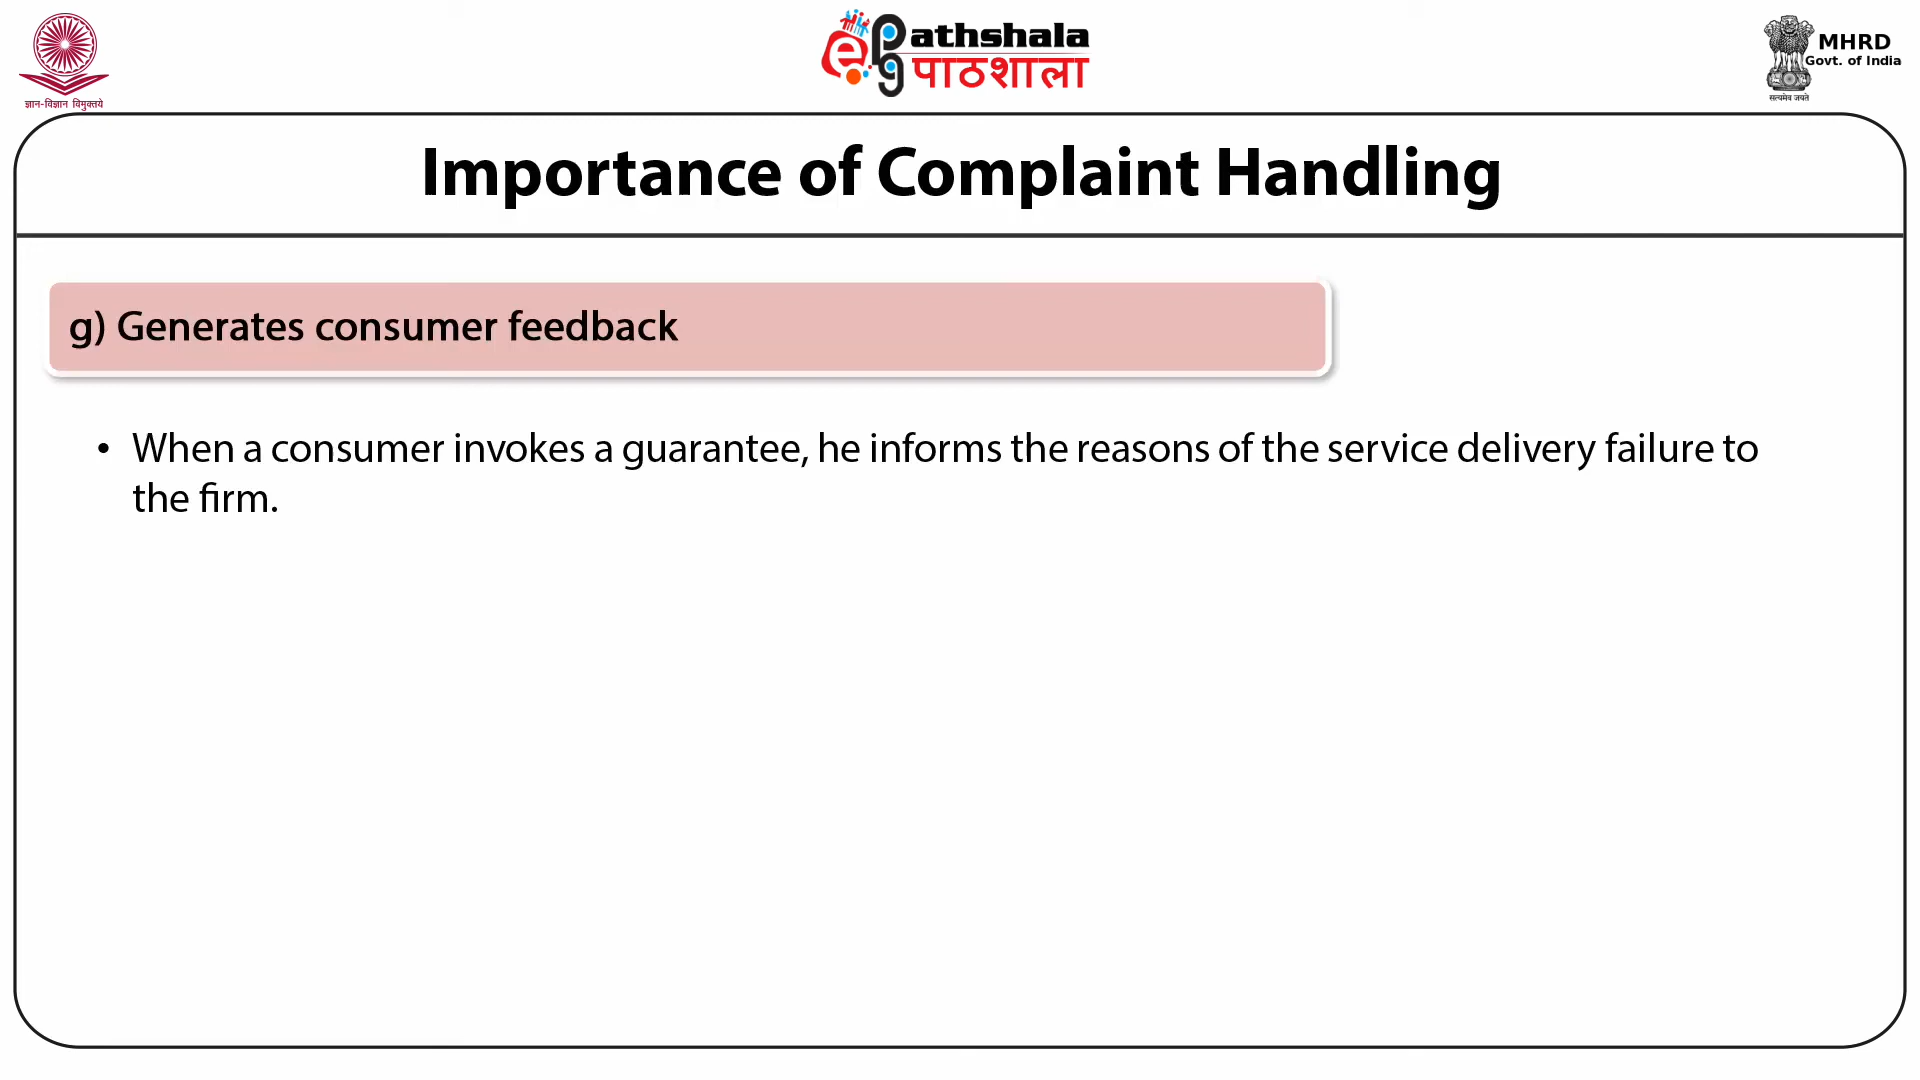 ज्ञान-विज्ञान विमुक्तये
ePgathshala
पाठशाला
MHRD
Govt. of India
सत्यमेव जयते
Importance of Complaint Handling
g) Generates consumer feedback
• When a consumer invokes a guarantee, he informs the reasons of the service delivery failure to
the firm.